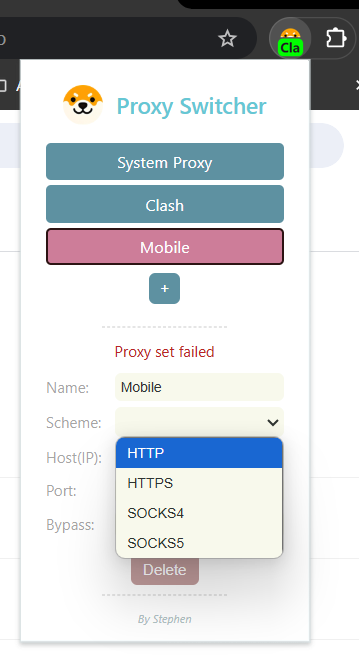 Cla
Proxy Switcher
System Proxy
Clash
Mobile
+
Proxy set failed
Name:
Mobile
Scheme:
HTTP
HTTPS
SOCKS4
SOCKS5
Host(IP):
Port:
Bypass:
Delete
By Stephen